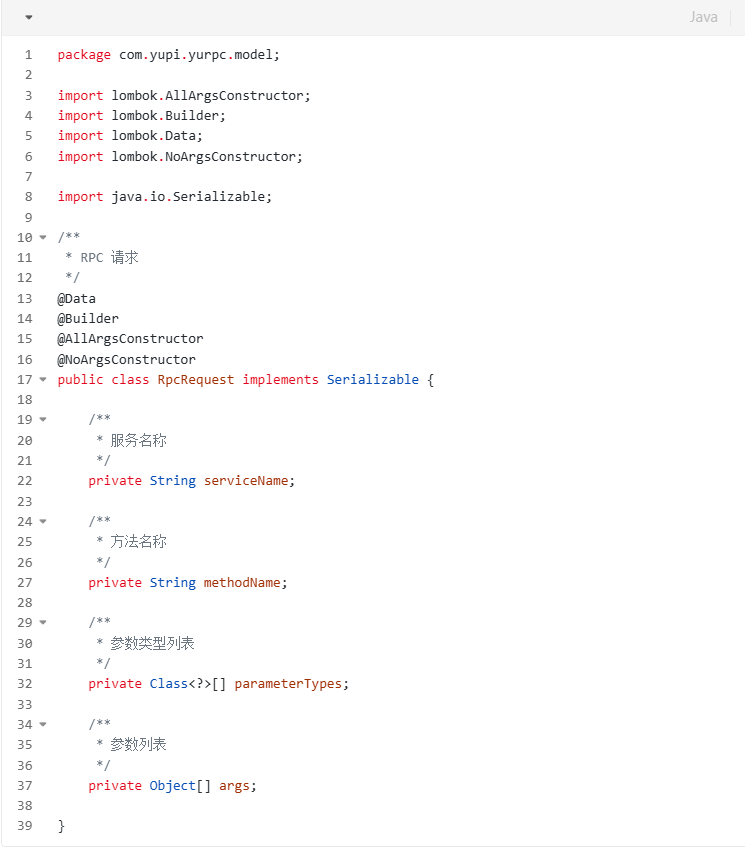 Java
1 package com.yupi.yurpc.model;
2
3 import lombok.AllArgsConstructor;
4 import lombok.Builder;
5 import lombok.Data;
6 import lombok.NoArgsConstructor;
7
8 import java.io.Serializable;
9
10 /**
11  * RPC 请求
12  */
13 @Data
14 @Builder
15 @AllArgsConstructor
16 @NoArgsConstructor
17 public class RpcRequest implements Serializable {
18
19     /**
20      * 服务名称
21      */
22     private String serviceName;
23
24     /**
25      * 方法名称
26      */
27     private String methodName;
28
29     /**
30      * 参数类型列表
31      */
32     private Class<?>[] parameterTypes;
33
34     /**
35      * 参数列表
36      */
37     private Object[] args;
38
39 }